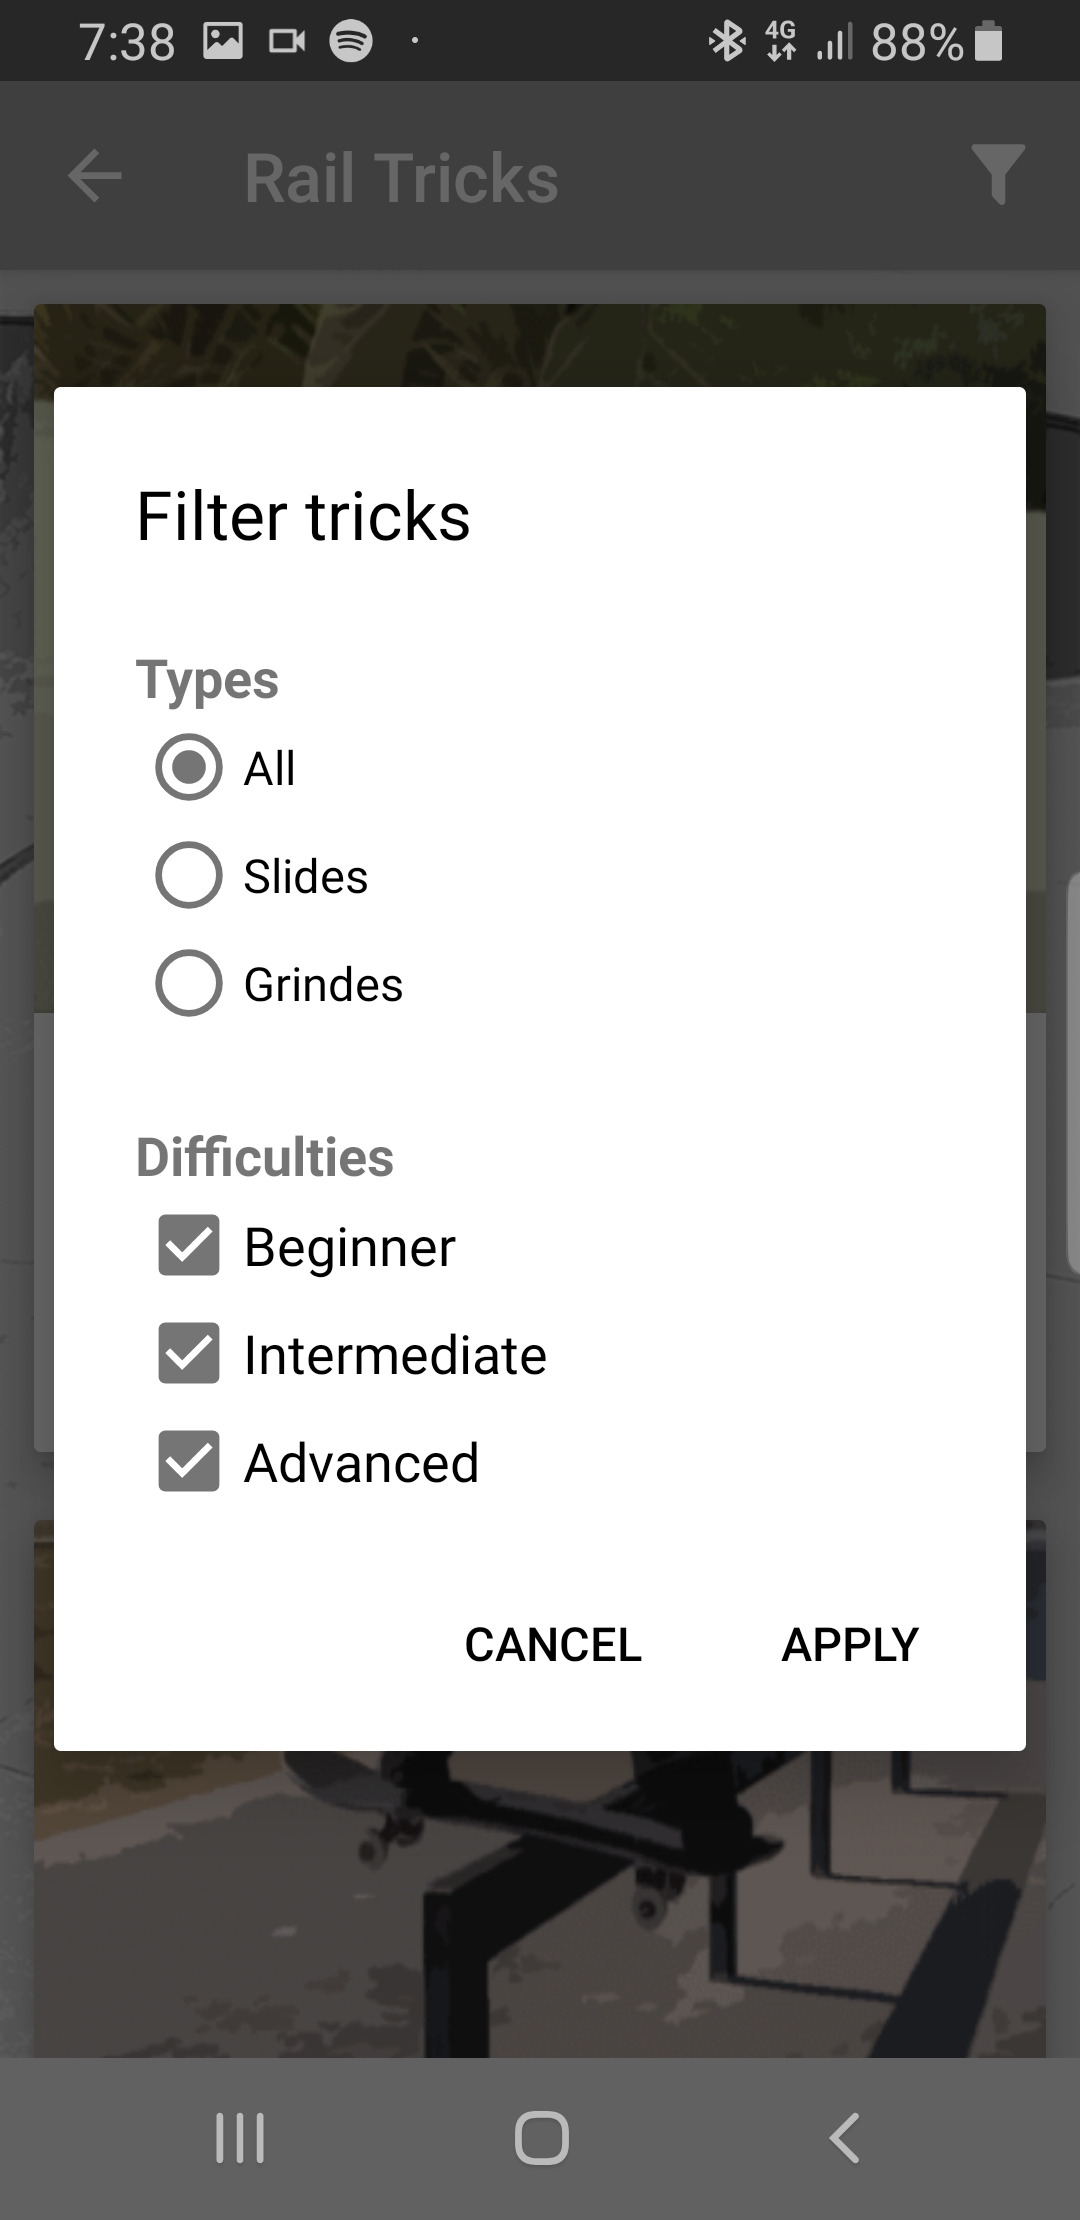 7:38 4G 88%
Rail Tricks
Filter tricks
Types
All
Slides
Grindes
Difficulties
Beginner
Intermediate
Advanced
CANCEL APPLY